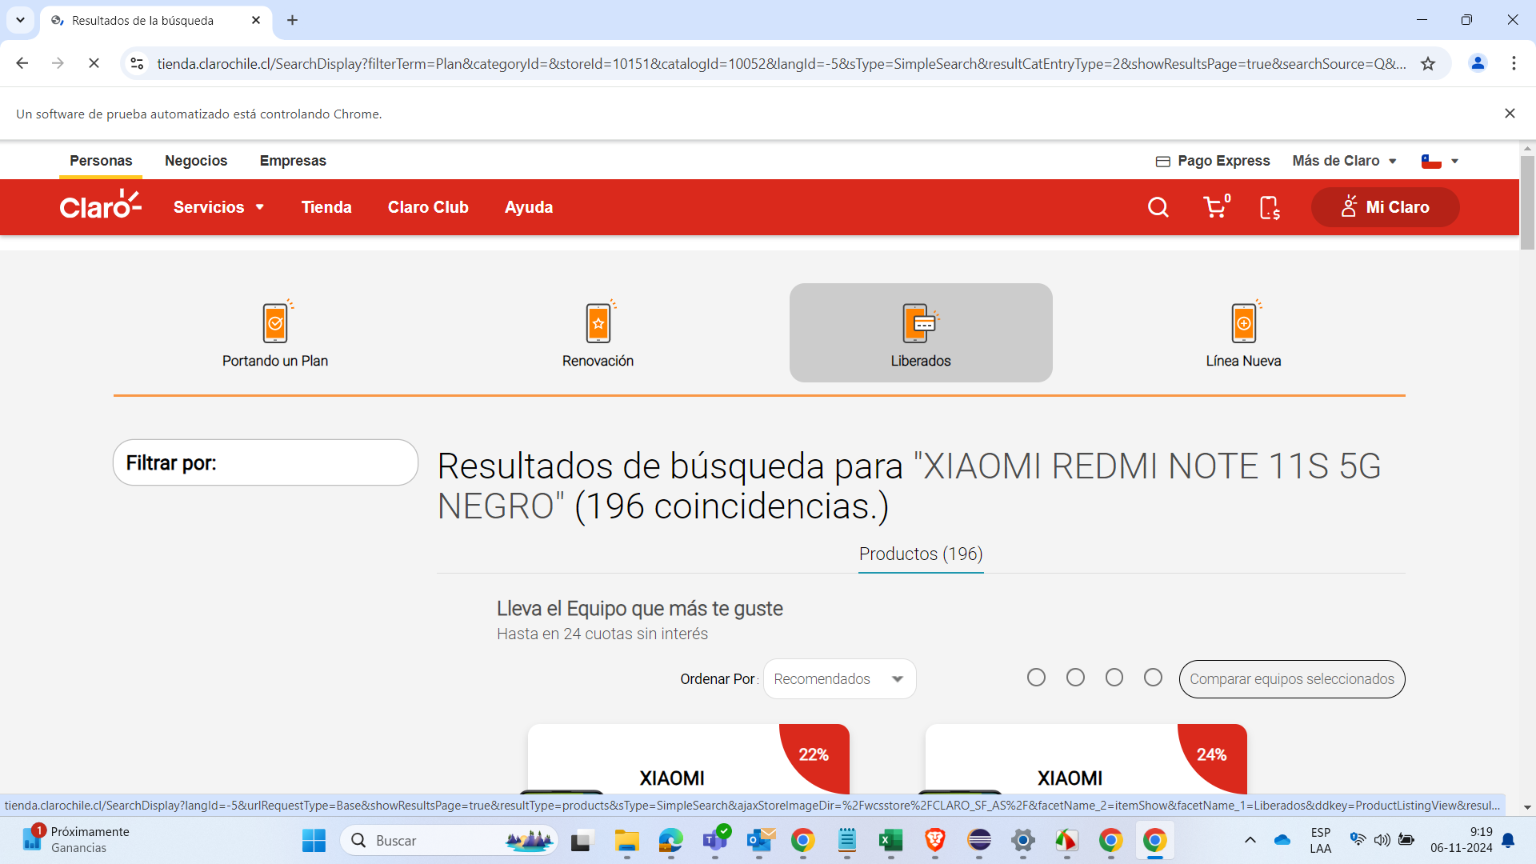 Resultados de la búsqueda
tienda.clarochile.cl/SearchDisplay?filterTerm=Plan&categoryId=&storeId=10151&catalogId=10052&langId=-5&sType=SimpleSearch&resultCatEntryType=2&showResultsPage=true&searchSource=Q&...
Un software de prueba automatizado está controlando Chrome.
Personas Negocios Empresas Pago Express Más de Claro
Claro Servicios Tienda Claro Club Ayuda 0 Mi Claro
Portando un Plan Renovación Liberados Línea Nueva
Filtrar por:
Resultados de búsqueda para "XIAOMI REDMI NOTE 11S 5G
NEGRO" (196 coincidencias.)
Productos (196)
Lleva el Equipo que más te guste
Hasta en 24 cuotas sin interés
Ordenar Por: Recomendados Comparar equipos seleccionados
22% 24%
XIAOMI XIAOMI
tienda.clarochile.cl/SearchDisplay?langId=-5&urlRequestType=Base&showResultsPage=true&resultType=products&sType=SimpleSearch&ajaxStoreImageDir=%2Fwcsstore%2FCLARO_SF_AS%2F&facetName_2=itemShow&facetName_1=Liberados&ddkey=ProductListingView&resul...
1 Próximamente
Ganancias
Buscar
ESP
LAA
9:19
06-11-2024